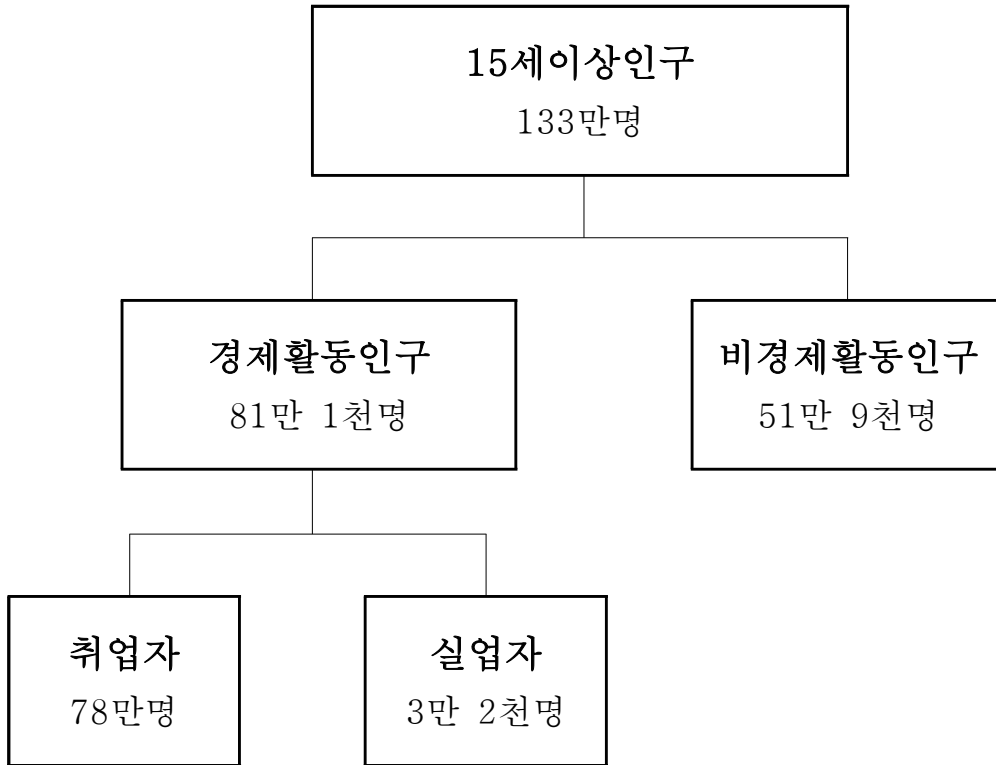 15세이상인구
133만명
경제활동인구
81만 1천명
비경제활동인구
51만 9천명
취업자
78만명
실업자
3만 2천명